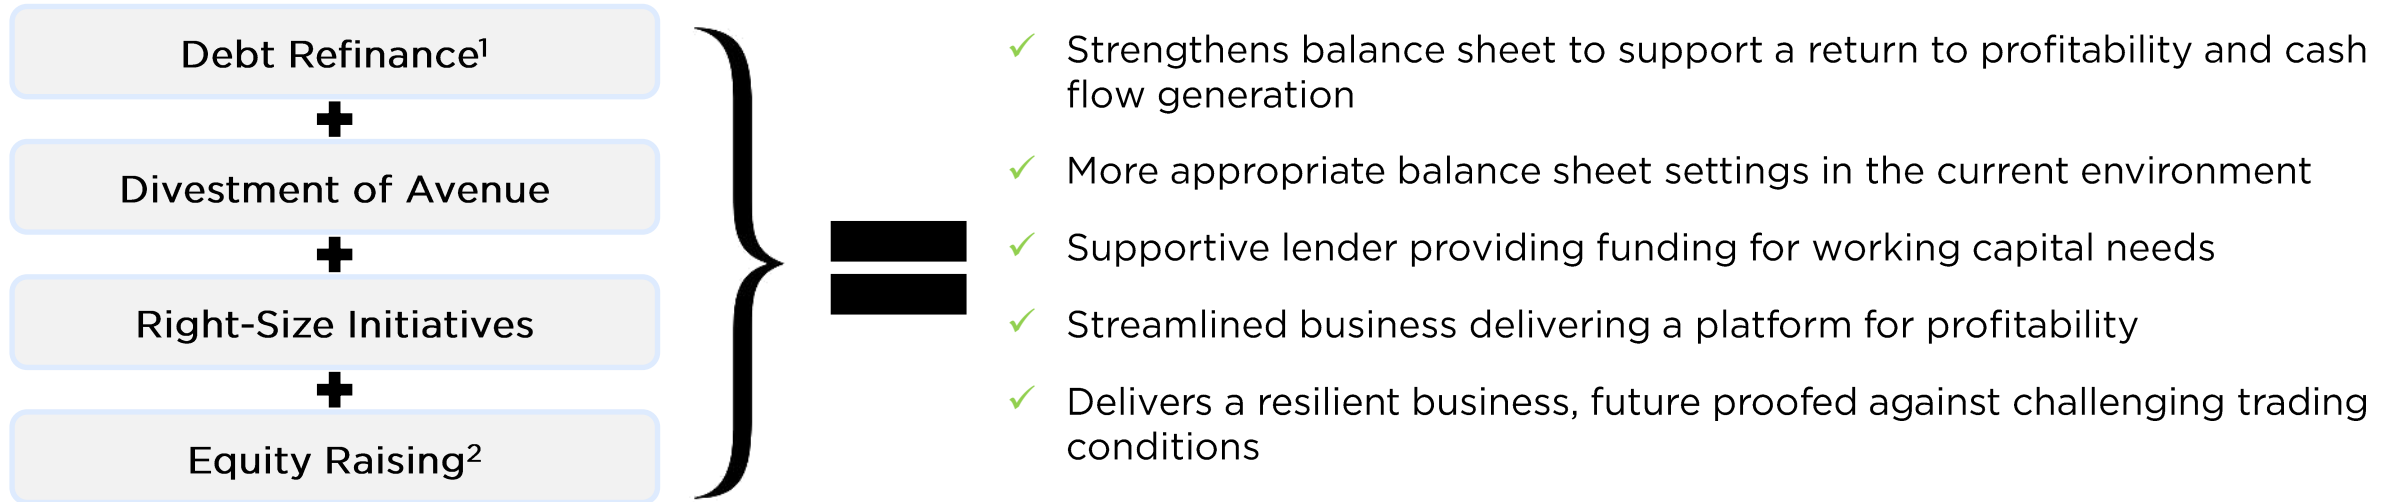 Debt Refinance¹
Divestment of Avenue
Right-Size Initiatives
Equity Raising²
Strengthens balance sheet to support a return to profitability and cash
flow generation
More appropriate balance sheet settings in the current environment
Supportive lender providing funding for working capital needs
Streamlined business delivering a platform for profitability
Delivers a resilient business, future proofed against challenging trading
conditions